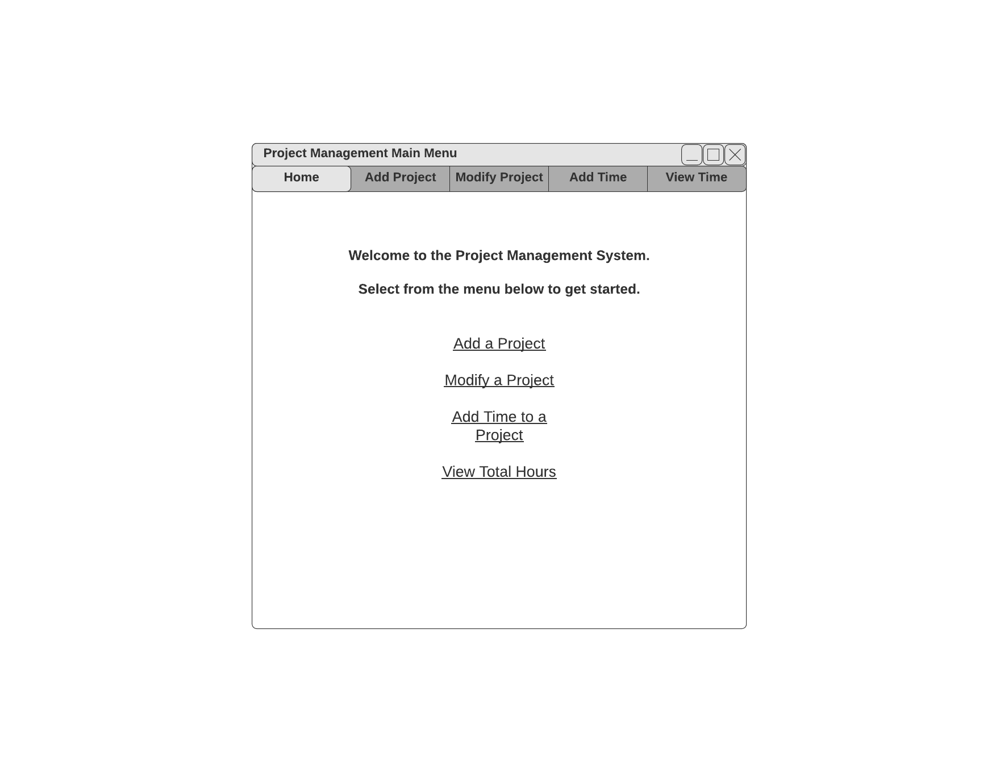 Project Management Main Menu
Home Add Project Modify Project Add Time View Time
Welcome to the Project Management System.
Select from the menu below to get started.
Add a Project
Modify a Project
Add Time to a
Project
View Total Hours